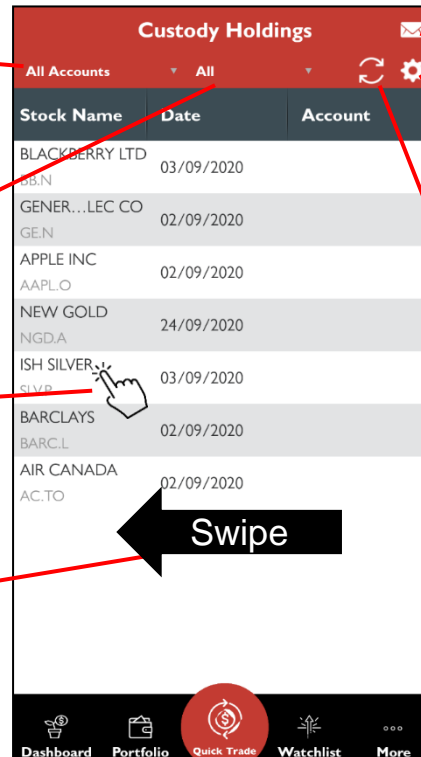 Custody Holdings
All Accounts All
Stock Name Date Account
BLACKBERRY LTD 03/09/2020
BB.N
GENER...LEC CO 02/09/2020
GE.N
APPLE INC 02/09/2020
AAPL.O
NEW GOLD 24/09/2020
NGD.A
ISH SILVER 03/09/2020
SLV.P
BARCLAYS 02/09/2020
BARC.L
AIR CANADA 02/09/2020
AC.TO
Swipe
Dashboard Portfolio Quick Trade Watchlist More